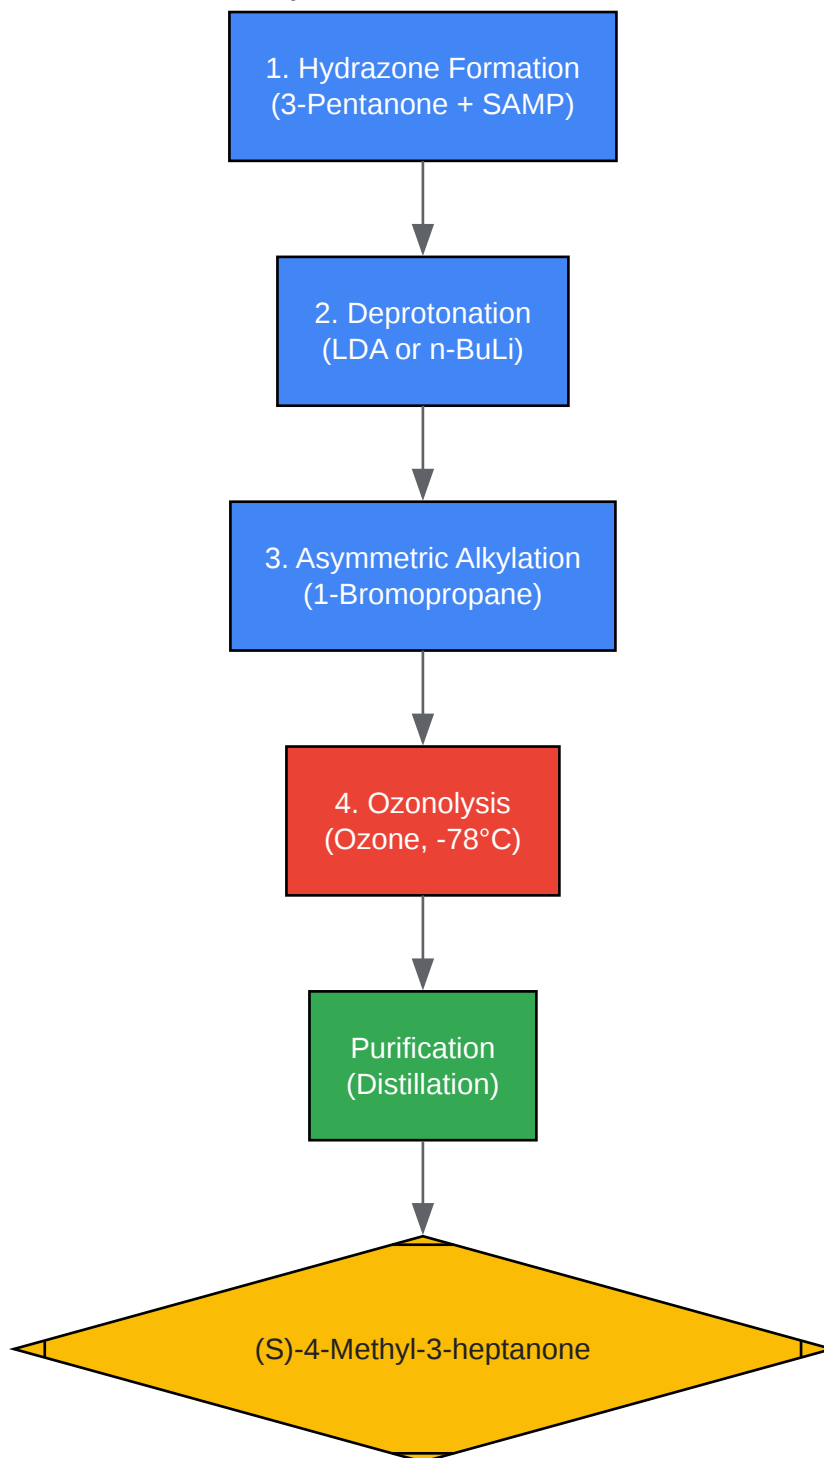 1. Hydrazone Formation
(3-Pentanone + SAMP)
2. Deprotonation
(LDA or n-BuLi)
3. Asymmetric Alkylation
(1-Bromopropane)
4. Ozonolysis
(Ozone, -78°C)
Purification
(Distillation)
(S)-4-Methyl-3-heptanone